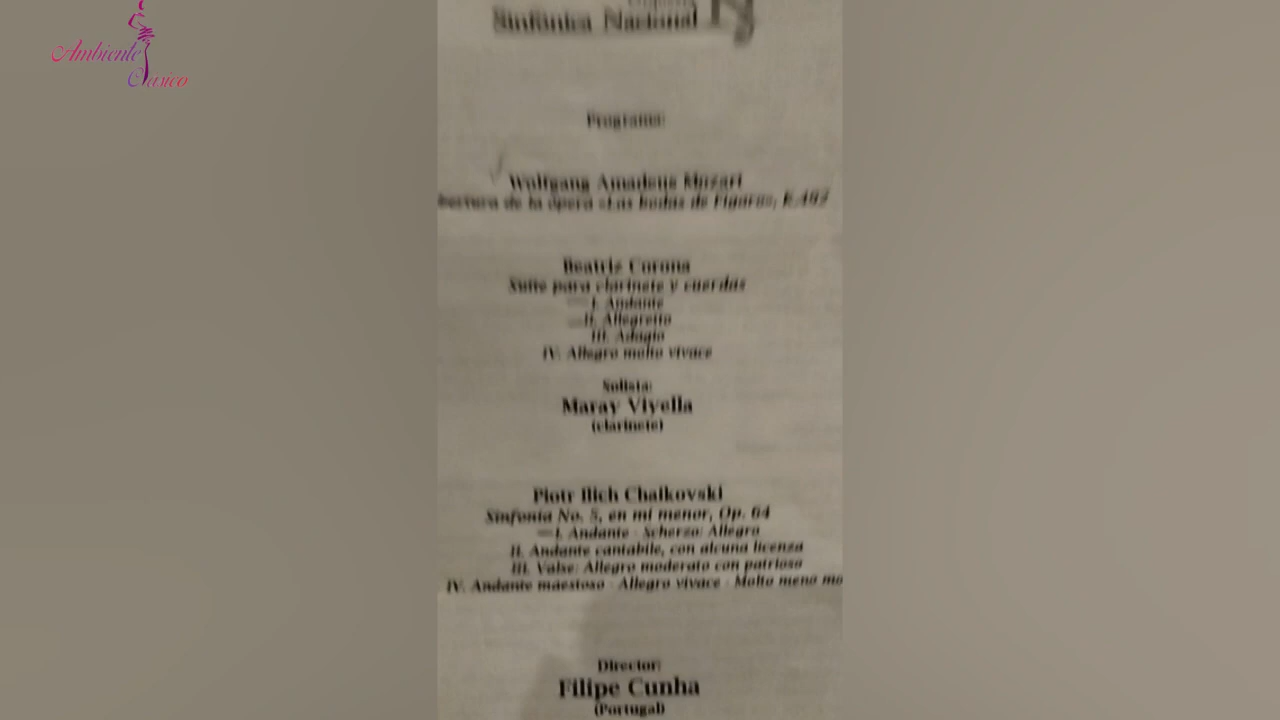 Ambiente
Clasico
Sinfónica Nacional
Programa:
Wolfgang Amadeus Mozart
bertura de la ópera «Las bodas de Fígaro», K.492
Beatriz Corona
Suite para clarinete y cuerdas
I. Andante
II. Allegretto
III. Adagio
IV. Allegro molto vivace
Solista:
Maray Viyella
(clarinete)
Piotr Ilich Chaikovski
Sinfonía No. 5, en mi menor, Op. 64
I. Andante - Scherzo: Allegro
II. Andante cantabile, con alcuna licenza
III. Valse: Allegro moderato con patrioso
IV. Andante maestoso - Allegro vivace - Molto meno mo
Director:
Filipe Cunha
(Portugal)